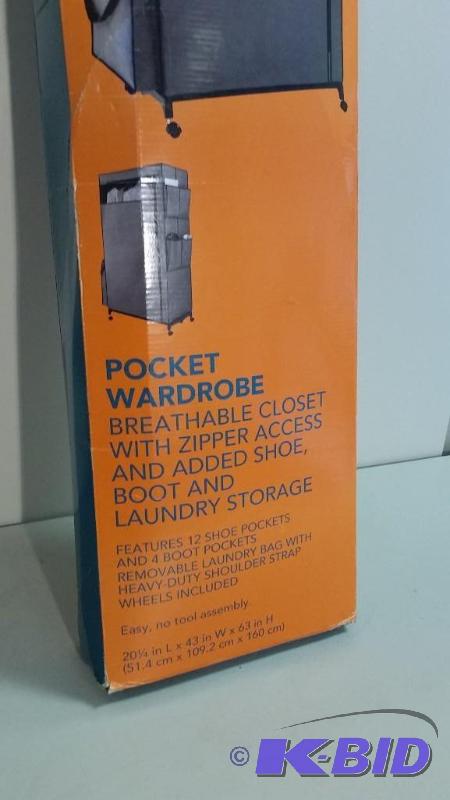 POCKET
WARDROBE
BREATHABLE CLOSET
WITH ZIPPER ACCESS
AND ADDED SHOE,
BOOT AND
LAUNDRY STORAGE
FEATURES 12 SHOE POCKETS
AND 4 BOOT POCKETS
REMOVABLE LAUNDRY BAG WITH
HEAVY-DUTY SHOULDER STRAP
WHEELS INCLUDED
Easy, no tool assembly.
20¼ in L x 43 in W x 63 in H
(51.4 cm x 109.2 cm x 160 cm)
© K-BID